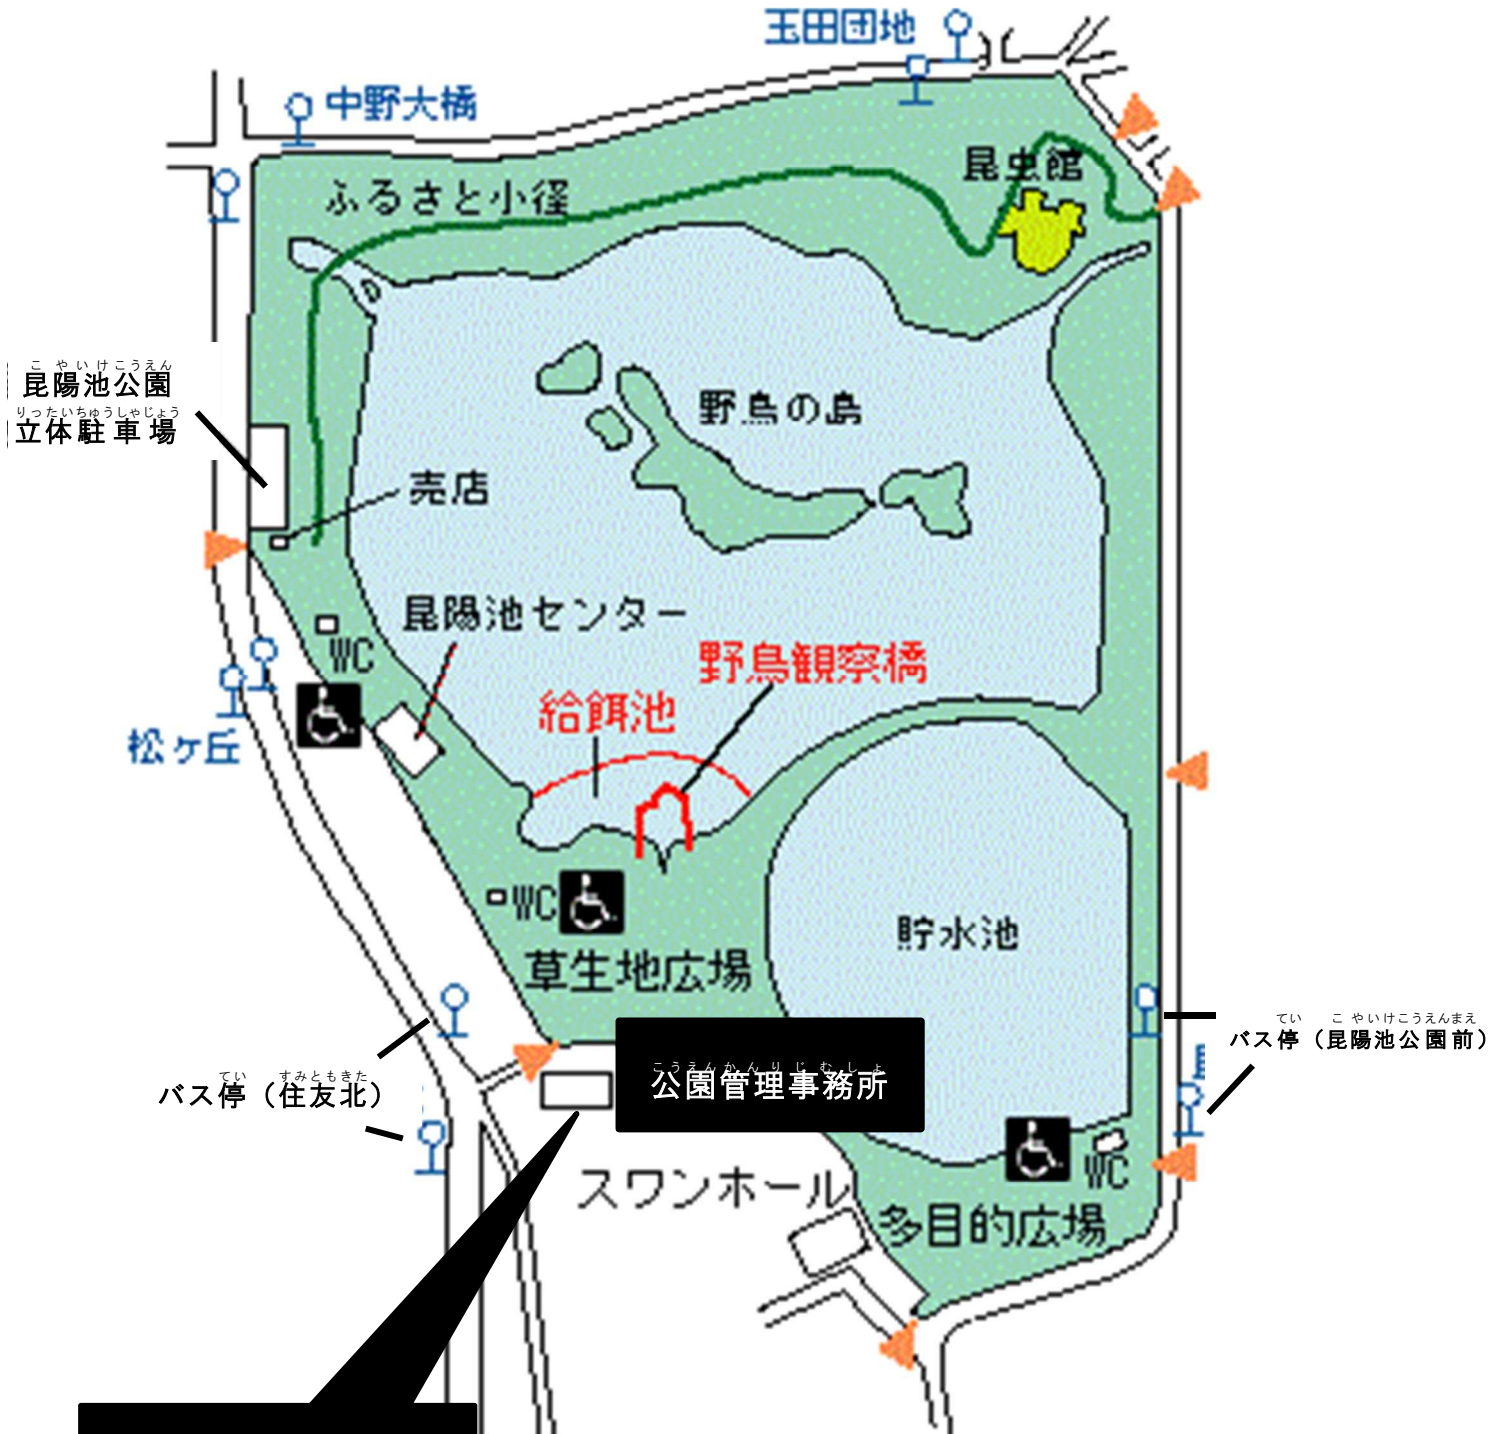 玉田団地
中野大橋
昆虫館
ふるさと小径
こやいけこうえん
昆陽池公園
りったいちゅうしゃじょう
立体駐車場
野鳥の島
売店
昆陽池センター
野鳥観察橋
WC
給餌池
松ヶ丘
WC
貯水池
草生地広場
てい こやいけこうえんまえ
バス停（昆陽池公園前）
こうえんかんりじむしょ
公園管理事務所
てい すみともきた
バス停（住友北）
WC
スワンホール
多目的広場